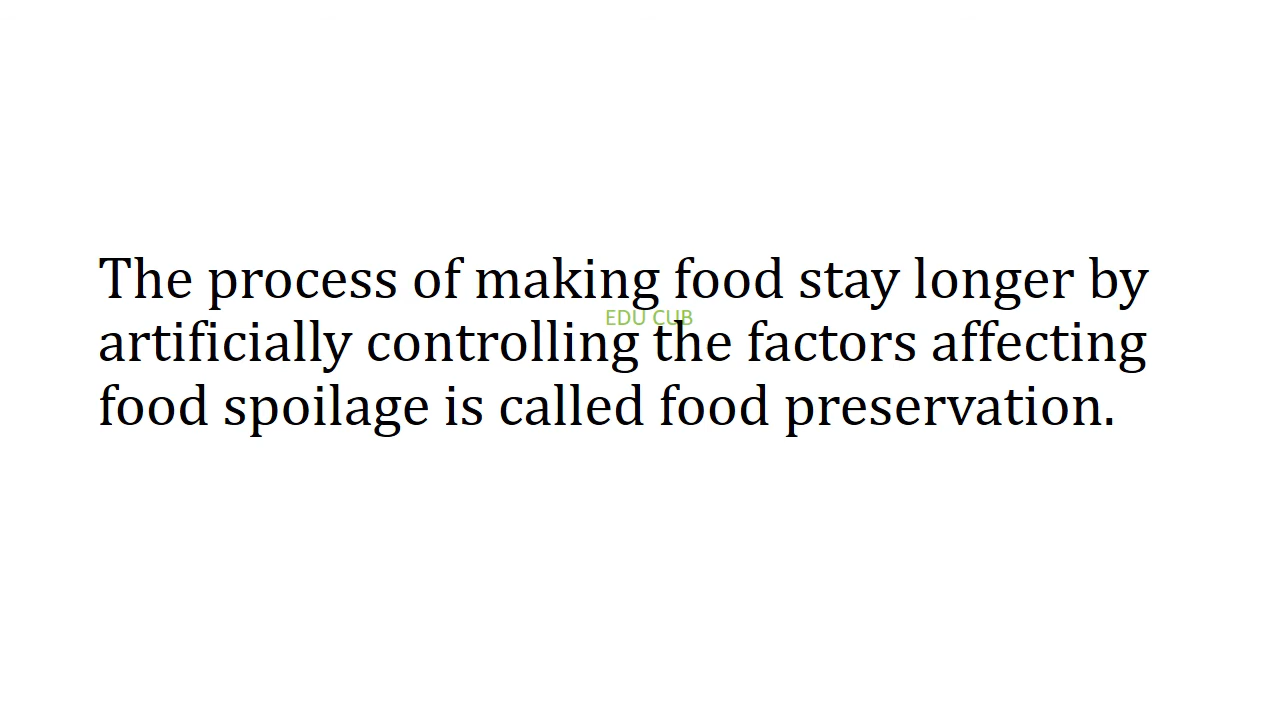 The process of making food stay longer by
EDU CUB
artificially controlling the factors affecting
food spoilage is called food preservation.